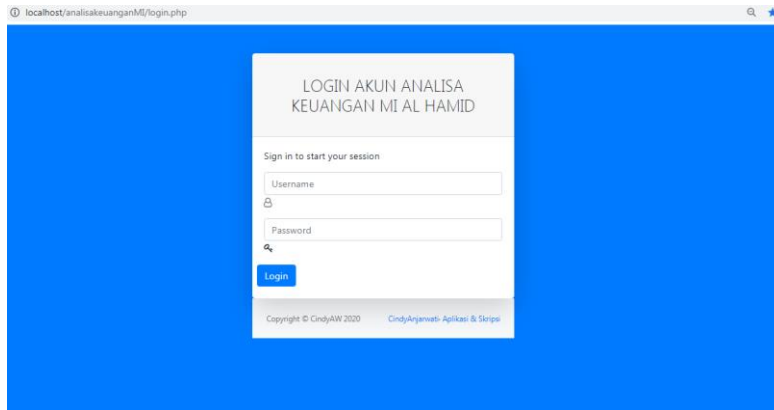 localhost/analisakeuanganMI/login.php
LOGIN AKUN ANALISA
KEUANGAN MI AL HAMID
Sign in to start your session
Username
Password
Login
Copyright © CindyAW 2020 CindyAnjarwati- Aplikasi & Skripsi